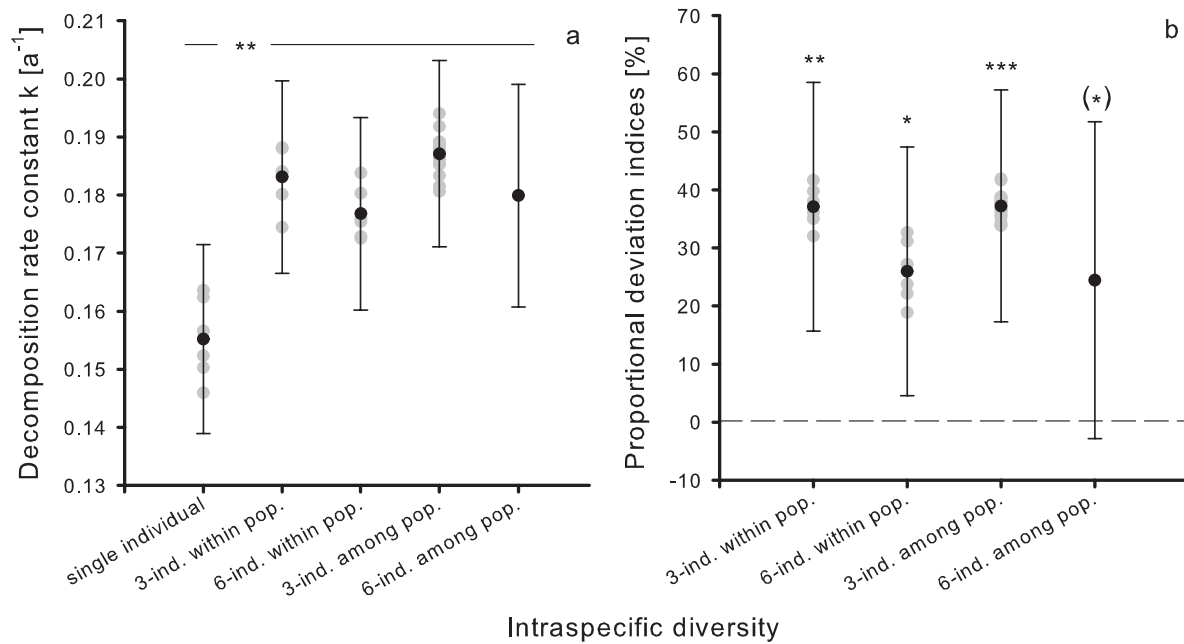 Decomposition rate constant k [a⁻¹]
0.21
0.20
0.19
0.18
0.17
0.16
0.15
0.14
0.13
**
a
single individual
3-ind. within pop.
6-ind. within pop.
3-ind. among pop.
6-ind. among pop.
Proportional deviation indices [%]
70
60
50
40
30
20
10
0
-10
b
**
*
***
(*)
3-ind. within pop.
6-ind. within pop.
3-ind. among pop.
6-ind. among pop.
Intraspecific diversity